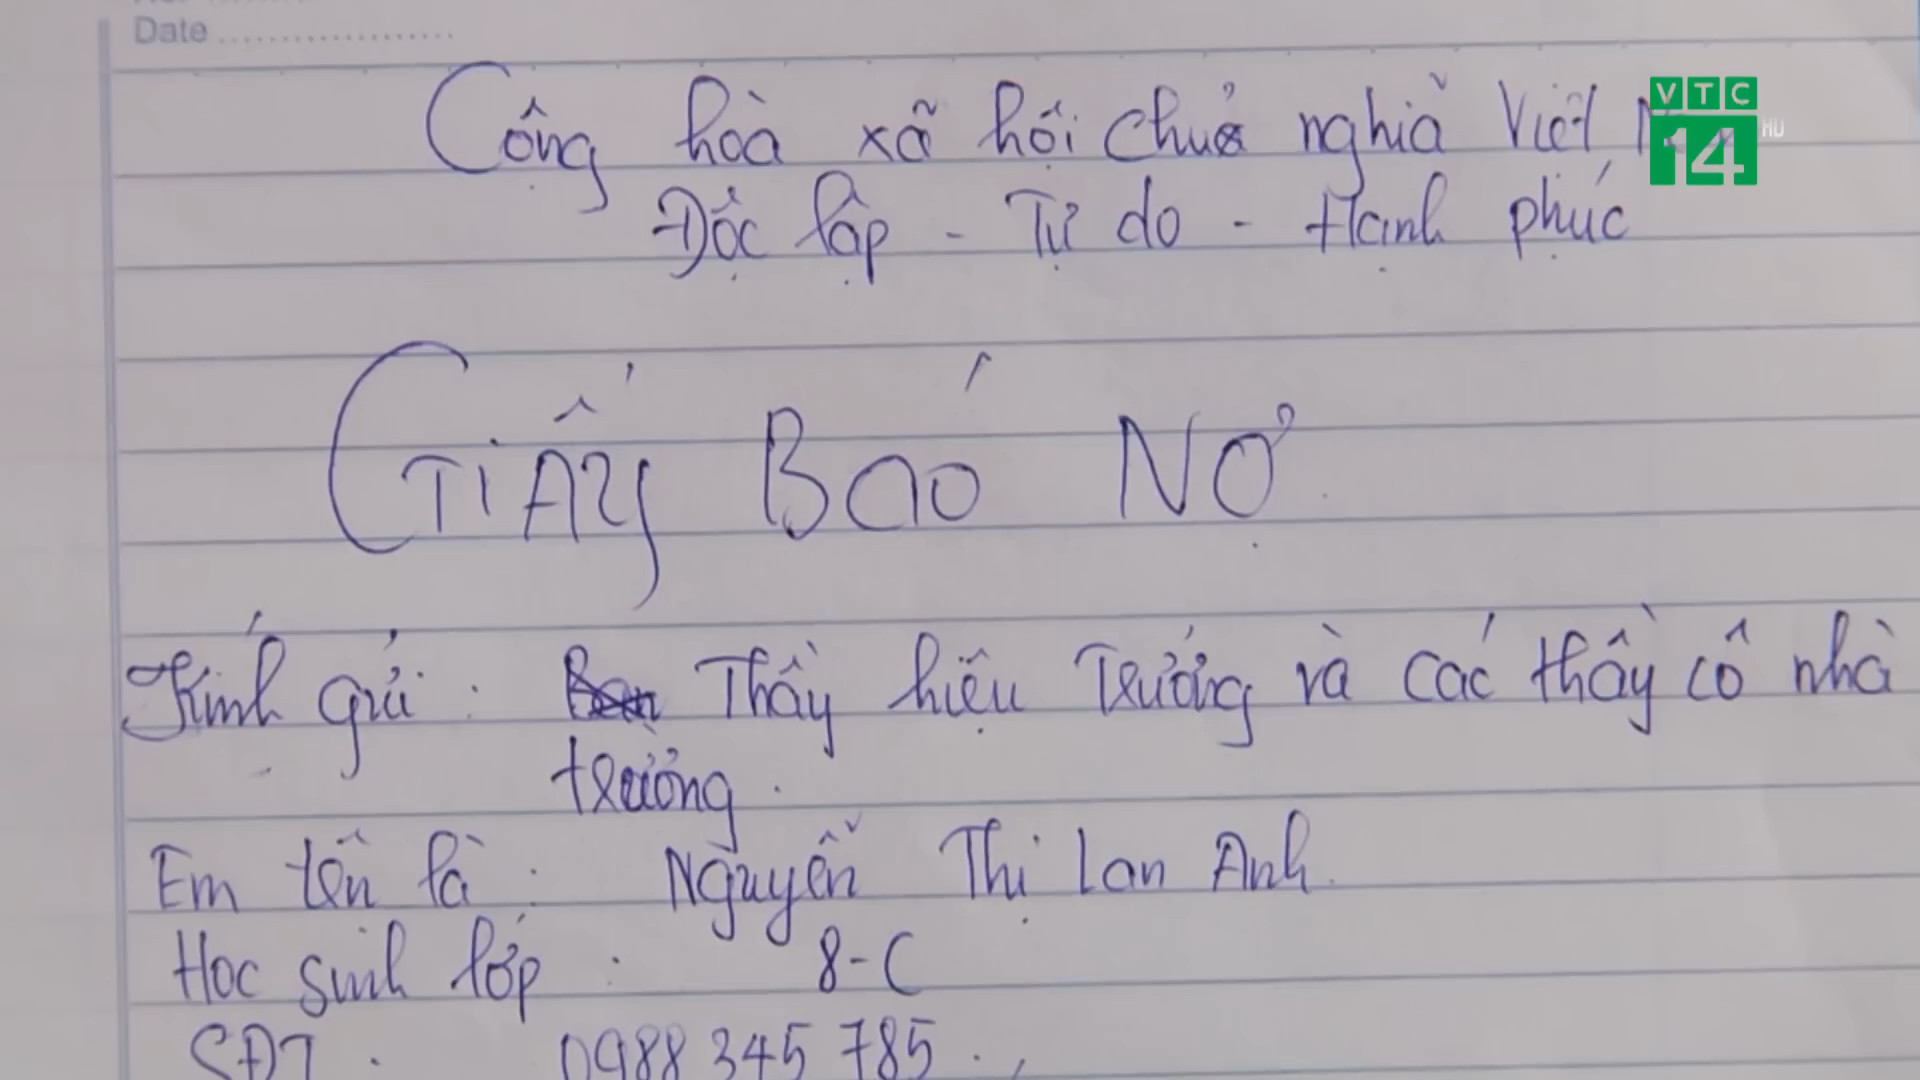 Date ....................
Cộng hòa xã hội chủ nghĩa Việt
VTC
14
HD
Độc lập - Tự do - Hạnh phúc
GIẤY BÁO NỢ
Kính gửi : Thầy hiệu Trưởng và các thầy cô nhà
trường.
Em tên là : Nguyễn Thị Lan Anh.
Học sinh lớp : 8-C
SĐT : 0988 345 785.